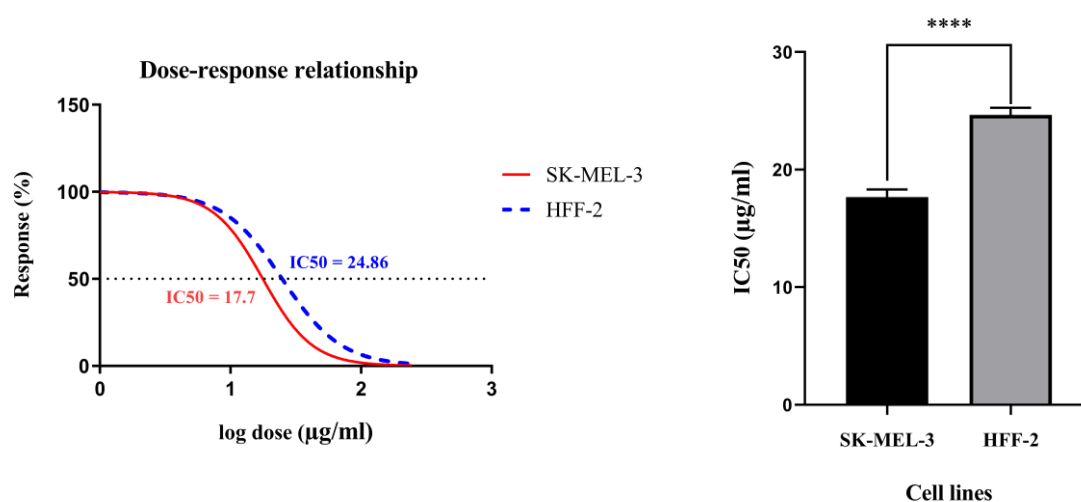 Dose-response relationship
150
100
50
0
Response (%)
0 1 2 3
log dose (µg/ml)
IC50 = 24.86
IC50 = 17.7
SK-MEL-3
HFF-2
****
30
20
10
0
IC50 (µg/ml)
SK-MEL-3 HFF-2
Cell lines